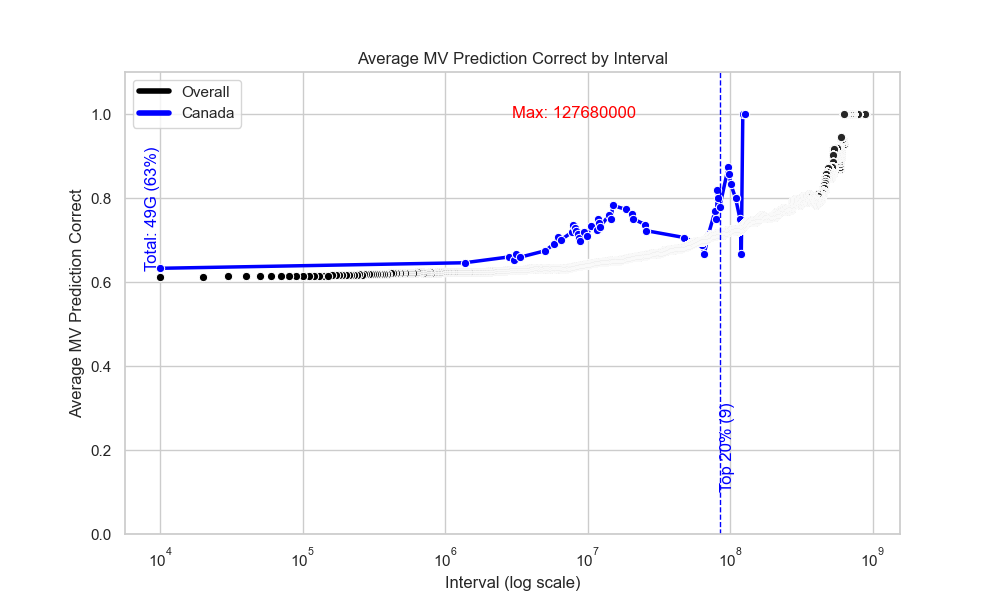 Average MV Prediction Correct by Interval
Overall
Canada
Max: 127680000
Total: 49G (63%)
Top 20% (9)
Average MV Prediction Correct
1.0
0.8
0.6
0.4
0.2
0.0
10^4
10^5
10^6
10^7
10^8
10^9
Interval (log scale)